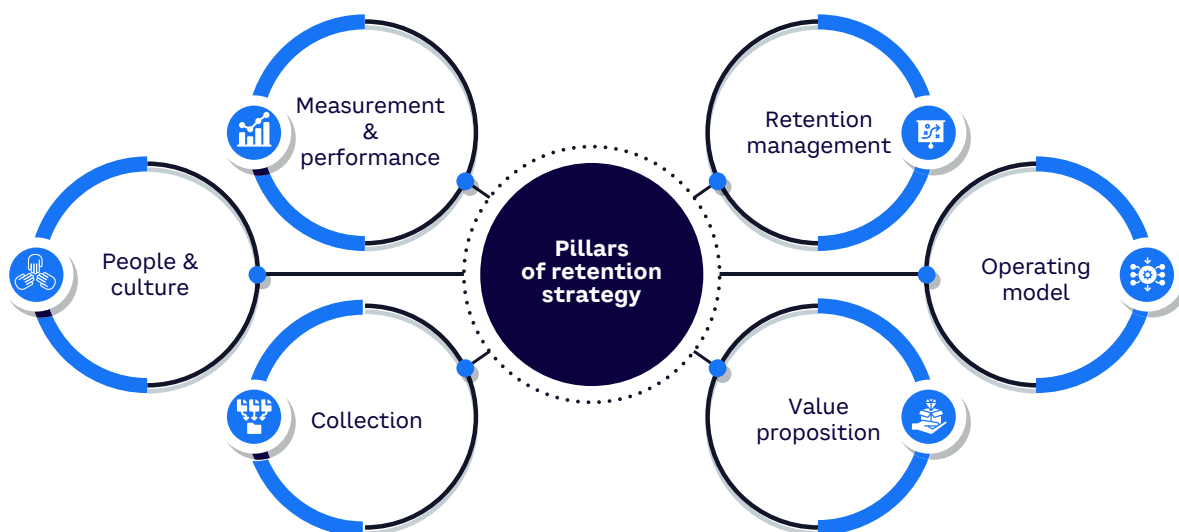 Measurement
&
performance
Retention
management
People &
culture
Pillars
of retention
strategy
Operating
model
Collection
Value
proposition